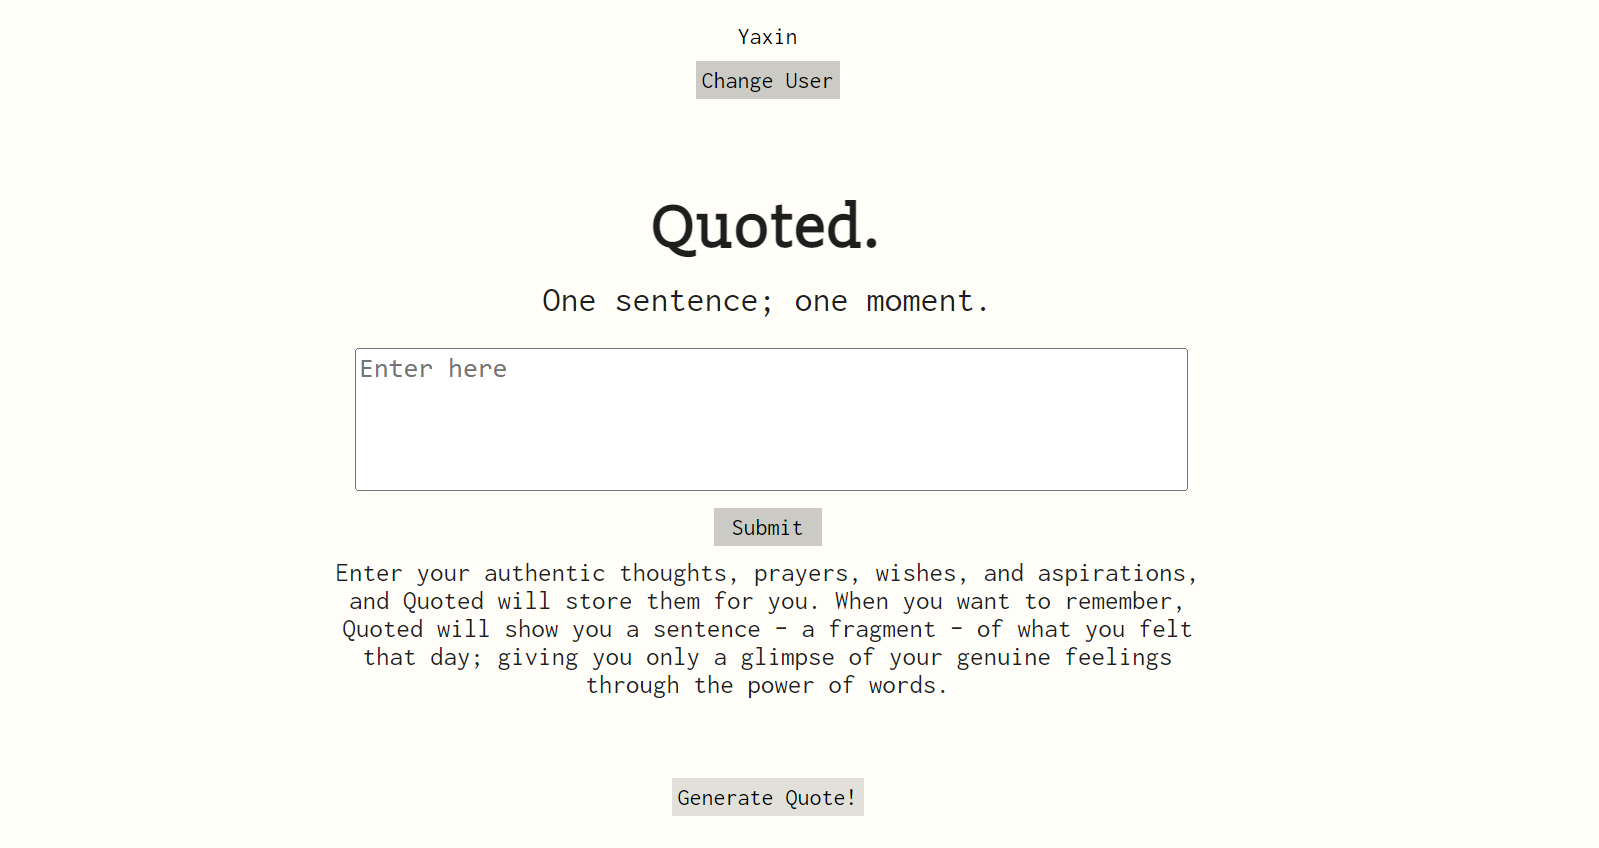 Yaxin
Change User
Quoted.
One sentence; one moment.
Enter here
Submit
Enter your authentic thoughts, prayers, wishes, and aspirations,
and Quoted will store them for you. When you want to remember,
Quoted will show you a sentence - a fragment - of what you felt
that day; giving you only a glimpse of your genuine feelings
through the power of words.
Generate Quote!